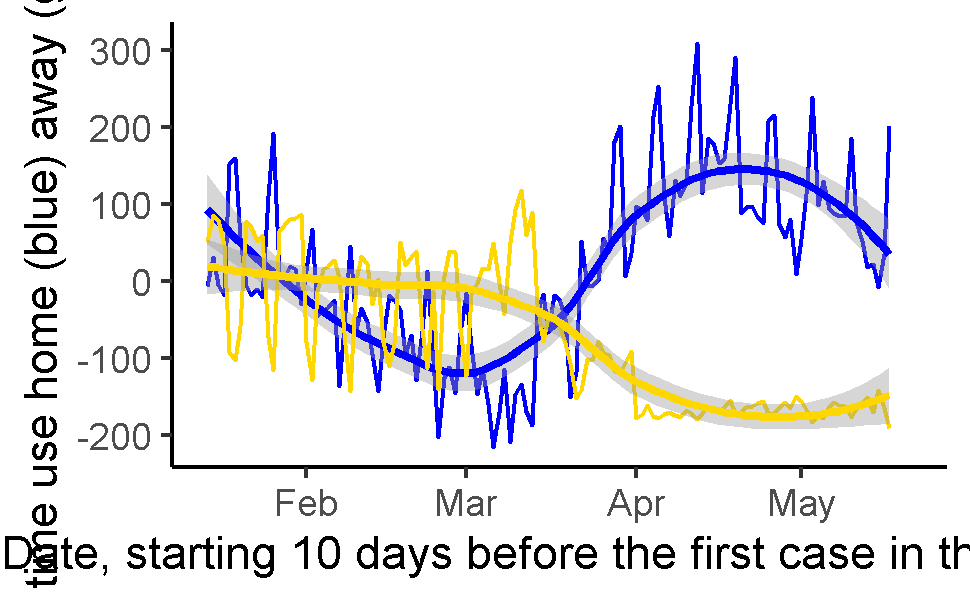 time use home (blue) away (
300
200
100
0
-100
-200
Feb Mar Apr May
Date, starting 10 days before the first case in th